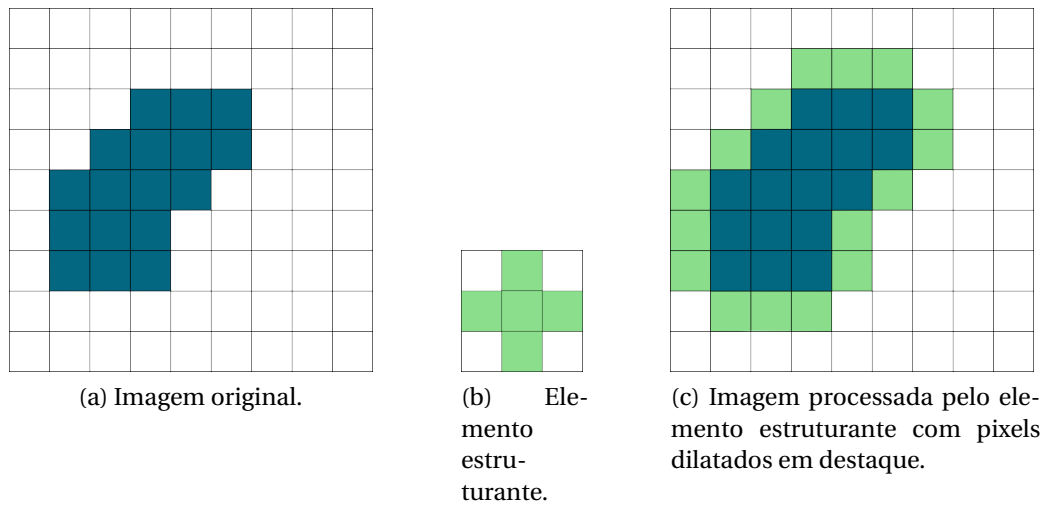 (a) Imagem original.
(b) Ele-
mento
estru-
turante.
(c) Imagem processada pelo ele-
mento estruturante com pixels
dilatados em destaque.